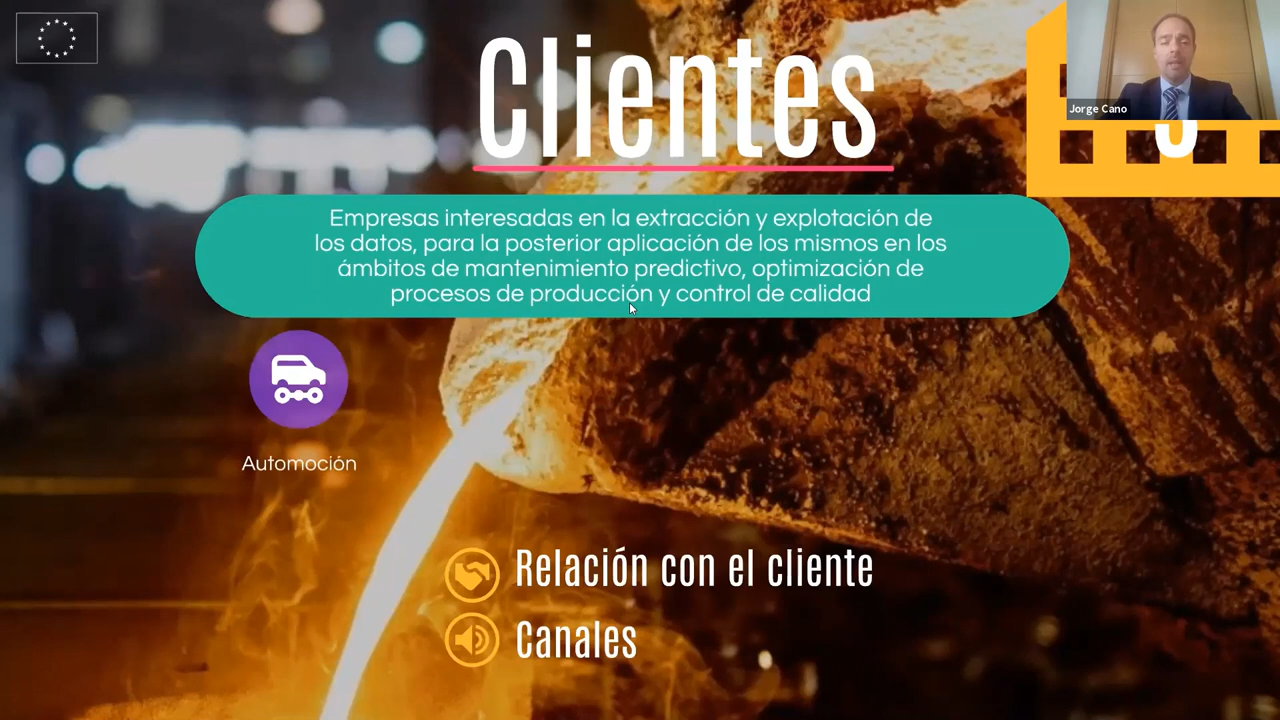 Clientes
Jorge Cano
Empresas interesadas en la extracción y explotación de
los datos, para la posterior aplicación de los mismos en los
ámbitos de mantenimiento predictivo, optimización de
procesos de producción y control de calidad
Automoción
Relación con el cliente
Canales